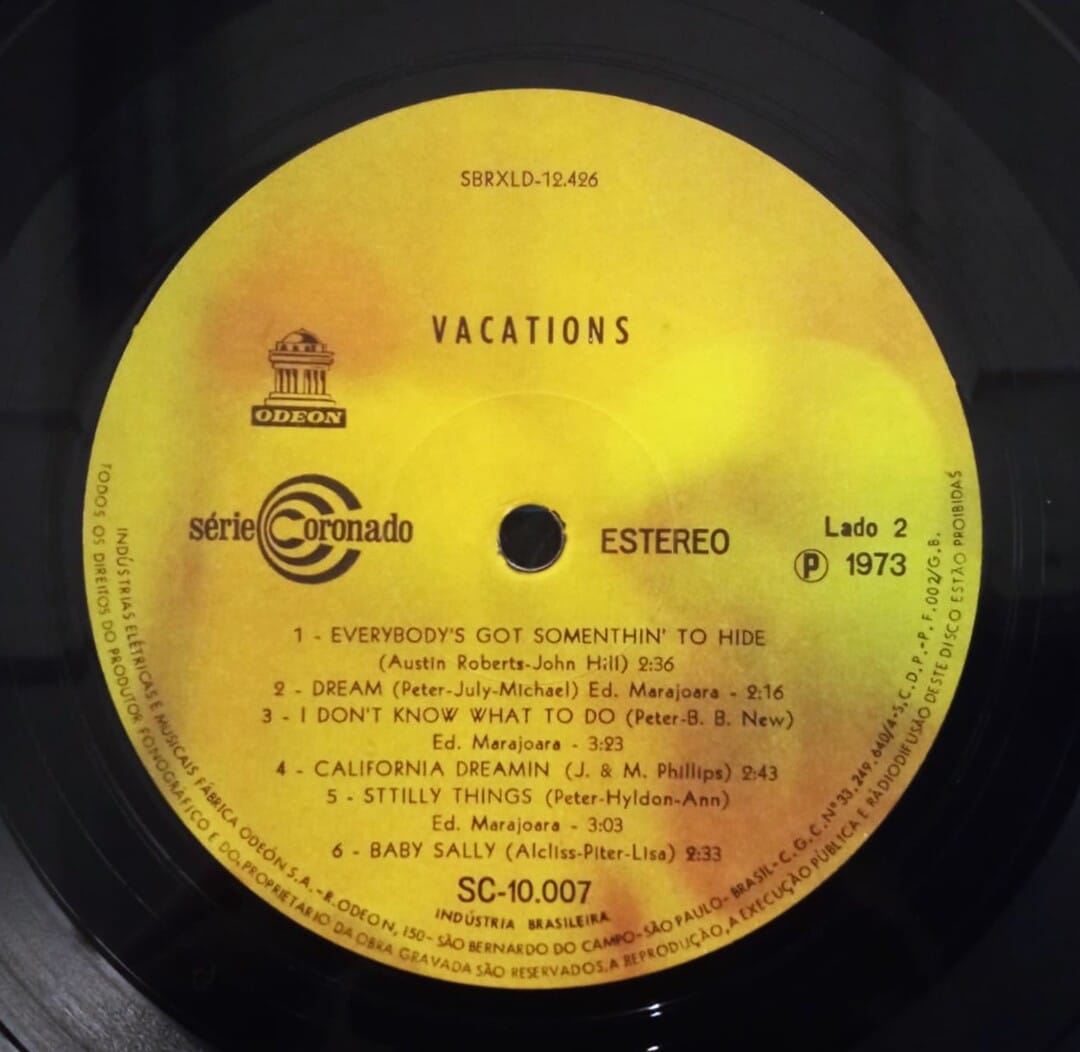 SBRXLD-12.426
VACATIONS
ODEON
série Coronado
ESTEREO
Lado 2
Ⓟ 1973
1 - EVERYBODY'S GOT SOMENTHIN' TO HIDE
(Austin Roberts-John Hill) 2:36
2 - DREAM (Peter-July-Michael) Ed. Marajoara - 2:16
3 - I DON'T KNOW WHAT TO DO (Peter-B. B. New)
Ed. Marajoara - 3:23
4 - CALIFORNIA DREAMIN (J. & M. Phillips) 2:43
5 - STTILLY THINGS (Peter-Hyldon-Ann)
Ed. Marajoara - 3:03
6 - BABY SALLY (Alcliss-Piter-Lisa) 2:33
SC-10.007
INDÚSTRIA BRASILEIRA
INDÚSTRIAS ELÉTRICAS E MUSICAIS FÁBRICA ODEON S.A.-R.ODEON, 150-SÃO BERNARDO DO CAMPO-SÃO PAULO-BRASIL-C.G.C.Nº 33.249.640/4-S.C.D.P.-P.F.002/G.B.
TODOS OS DIREITOS DO PRODUTOR FONOGRÁFICO E DO PROPRIETÁRIO DA OBRA GRAVADA SÃO RESERVADOS. A REPRODUÇÃO, A EXECUÇÃO PÚBLICA E RÀDIODIFUSÃO DESTE DISCO ESTÃO PROIBIDAS